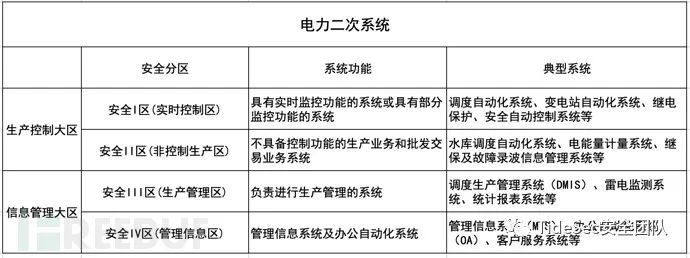 电力二次系统
安全分区
系统功能
典型系统
生产控制大区
安全I区(实时控制区)
具有实时监控功能的系统或具有部分
监控功能的系统
调度自动化系统、变电站自动化系统、继电
保护、安全自动控制系统等
安全II区(非控制生产区)
不具备控制功能的生产业务和批发交
易业务系统
水库调度自动化系统、电能量计量系统、继
保及故障录波信息管理系统等
信息管理大区
安全III区(生产管理区)
负责进行生产管理的系统
调度生产管理系统（DMIS）、雷电监测系
统、统计报表系统等
安全IV区(管理信息区)
管理信息系统及办公自动化系统
管理信息系统（MIS）、办公自动化系统
（OA）、客户服务系统等
FREEBUF
TideSec安全团队